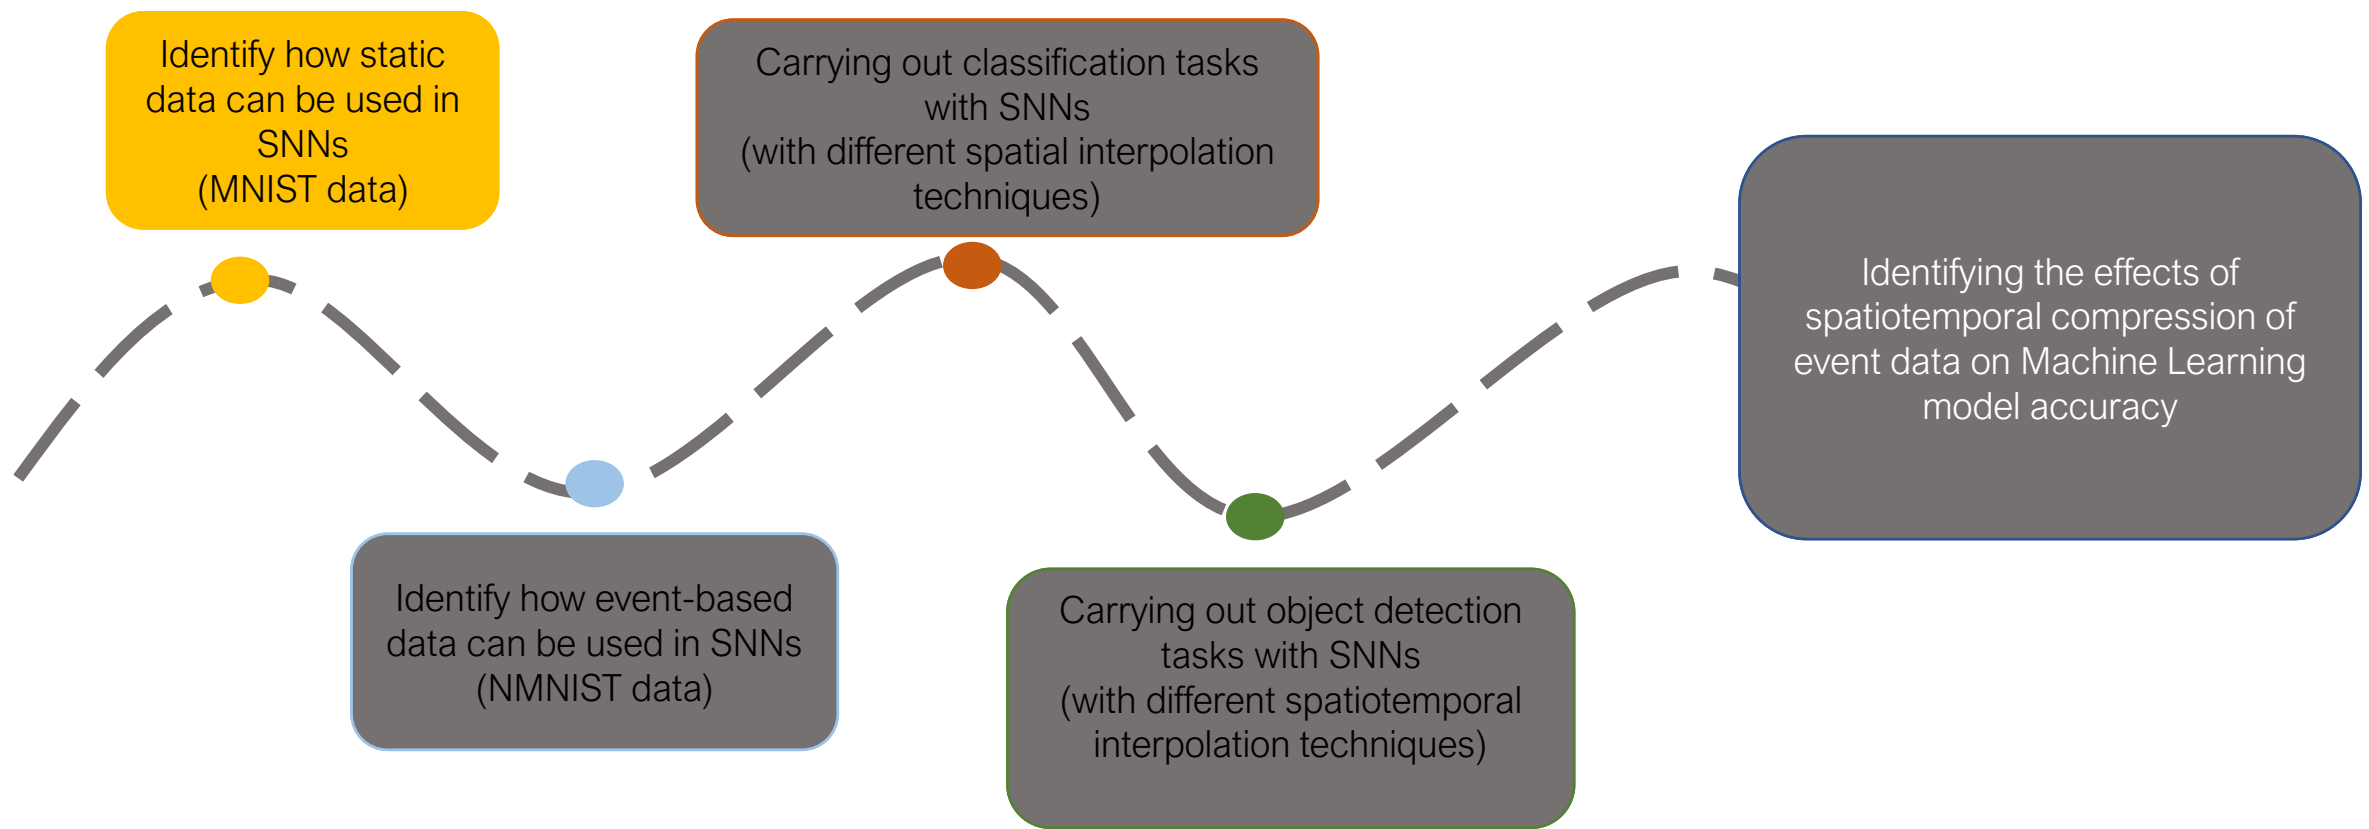 Identify how static
data can be used in
SNNs
(MNIST data)
Identify how event-based
data can be used in SNNs
(NMNIST data)
Carrying out classification tasks
with SNNs
(with different spatial interpolation
techniques)
Carrying out object detection
tasks with SNNs
(with different spatiotemporal
interpolation techniques)
Identifying the effects of
spatiotemporal compression of
event data on Machine Learning
model accuracy